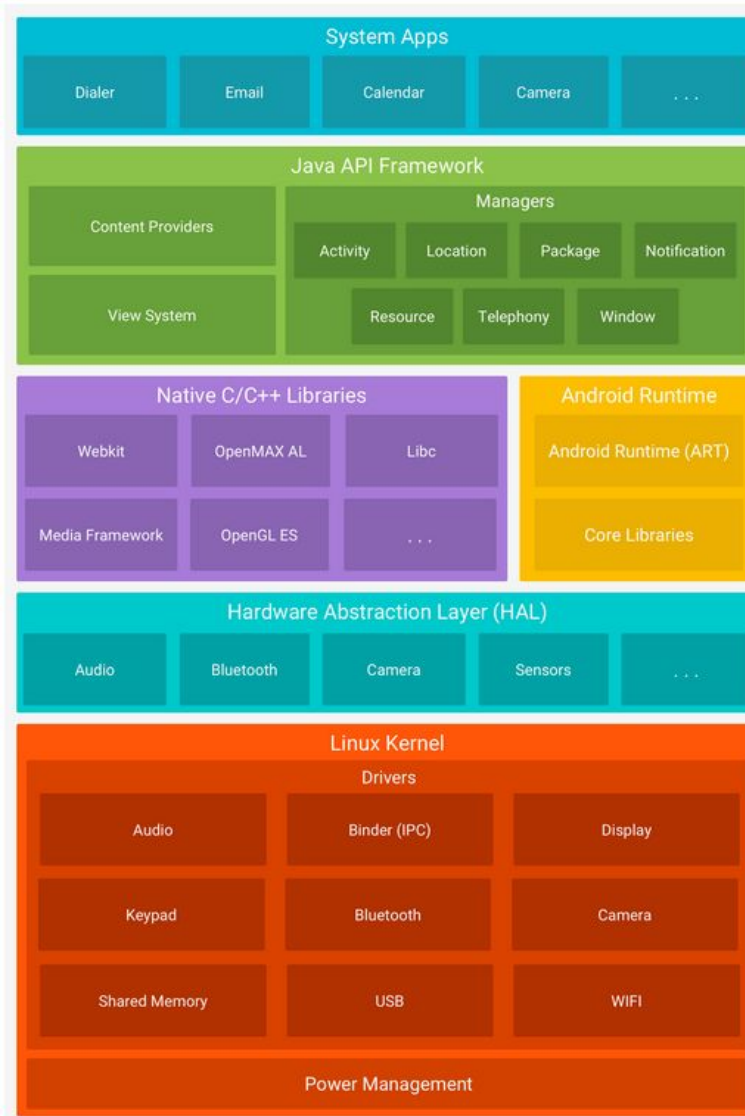 System Apps
Dialer
Email
Calendar
Camera
. . .
Java API Framework
Content Providers
View System
Managers
Activity
Location
Package
Notification
Resource
Telephony
Window
Native C/C++ Libraries
Webkit
OpenMAX AL
Libc
Media Framework
OpenGL ES
. . .
Android Runtime
Android Runtime (ART)
Core Libraries
Hardware Abstraction Layer (HAL)
Audio
Bluetooth
Camera
Sensors
. . .
Linux Kernel
Drivers
Audio
Binder (IPC)
Display
Keypad
Bluetooth
Camera
Shared Memory
USB
WIFI
Power Management